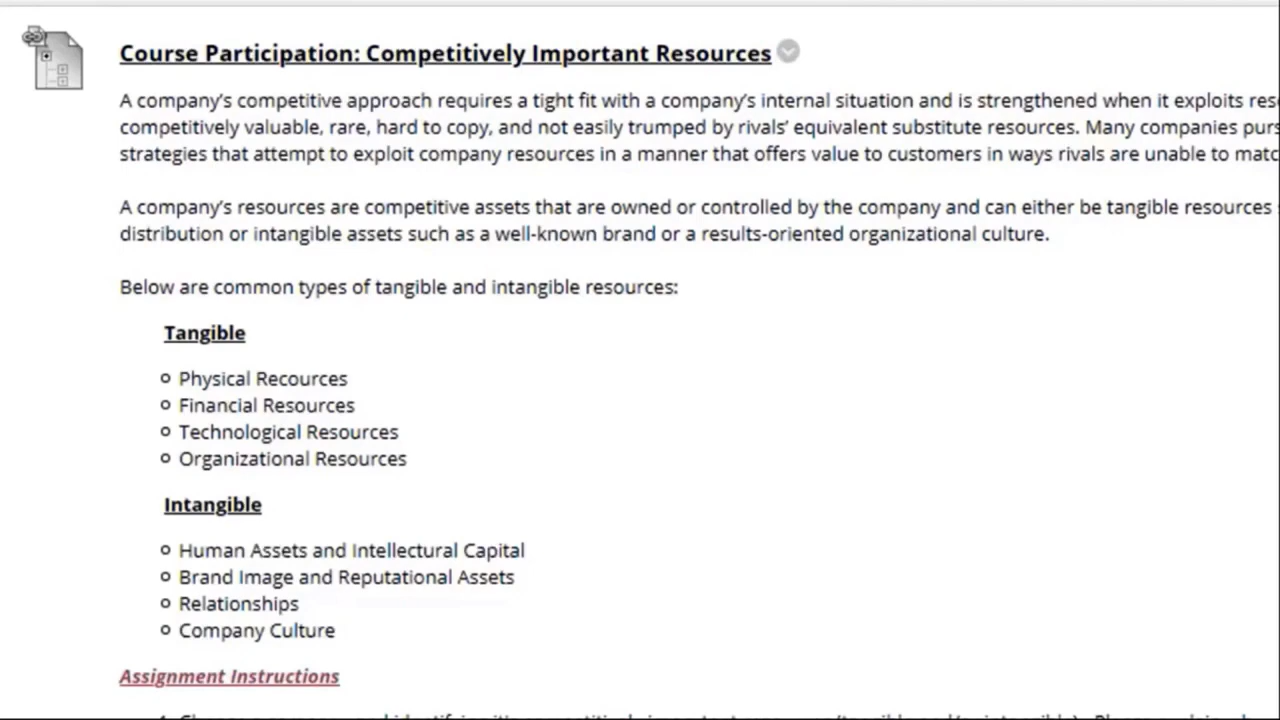 Course Participation: Competitively Important Resources
A company's competitive approach requires a tight fit with a company's internal situation and is strengthened when it exploits
competitively valuable, rare, hard to copy, and not easily trumped by rivals' equivalent substitute resources. Many companies
strategies that attempt to exploit company resources in a manner that offers value to customers in ways rivals are unable to
A company's resources are competitive assets that are owned or controlled by the company and can either be tangible resources
distribution or intangible assets such as a well-known brand or a results-oriented organizational culture.
Below are common types of tangible and intangible resources:
Tangible
Physical Recources
Financial Resources
Technological Resources
Organizational Resources
Intangible
Human Assets and Intellectural Capital
Brand Image and Reputational Assets
Relationships
Company Culture
Assignment Instructions